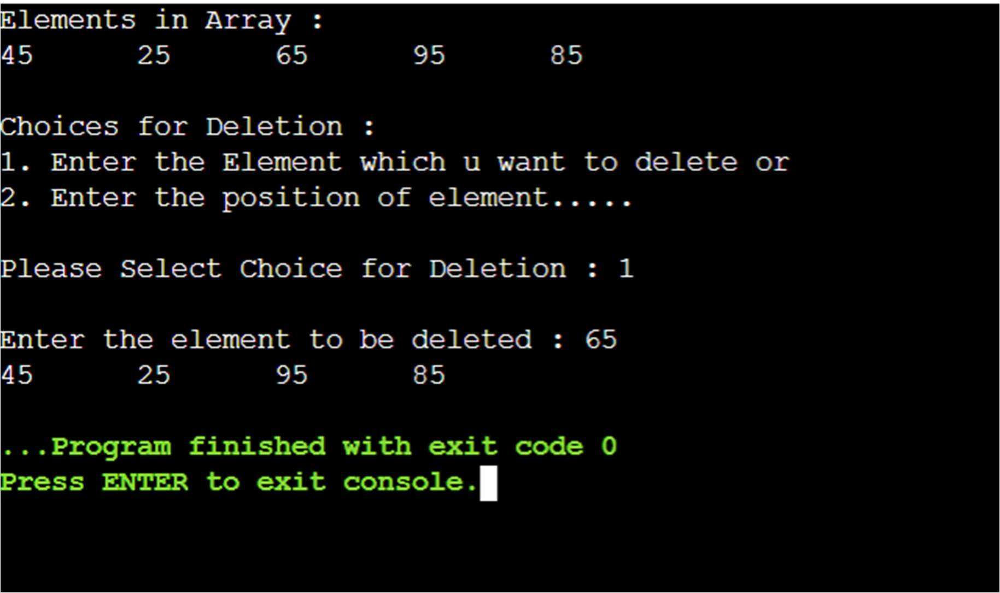 Elements in Array :
45 25 65 95 85
Choices for Deletion :
1. Enter the Element which u want to delete or
2. Enter the position of element.....
Please Select Choice for Deletion : 1
Enter the element to be deleted : 65
45 25 95 85
...Program finished with exit code 0
Press ENTER to exit console.